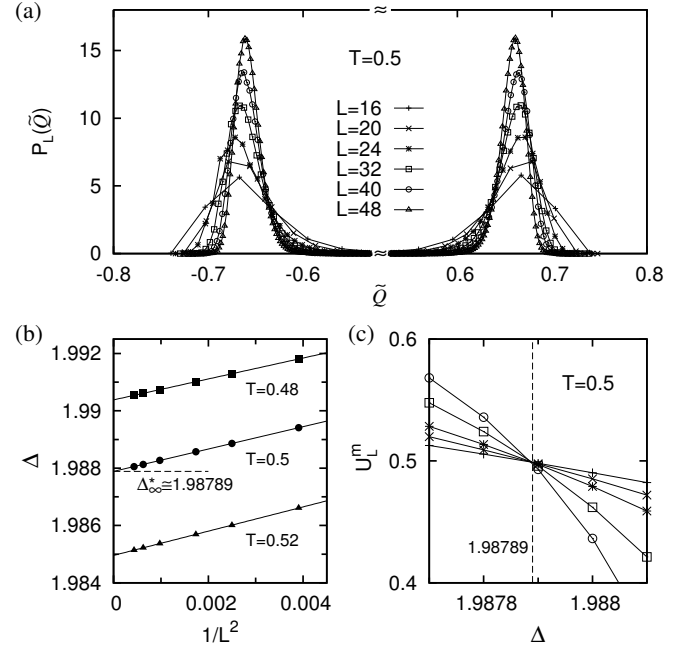 (a)
≈
15
10
5
0
P_L(Q̃)
T=0.5
L=16
L=20
L=24
L=32
L=40
L=48
-0.8
-0.7
-0.6
≈
0.6
0.7
0.8
Q̃
(b)
1.992
1.99
1.988
1.986
1.984
Δ
T=0.48
T=0.5
Δ*∞≅1.98789
T=0.52
0
0.002
0.004
1/L²
(c)
0.6
0.5
0.4
U_L^m
T=0.5
1.98789
1.9878
1.988
Δ